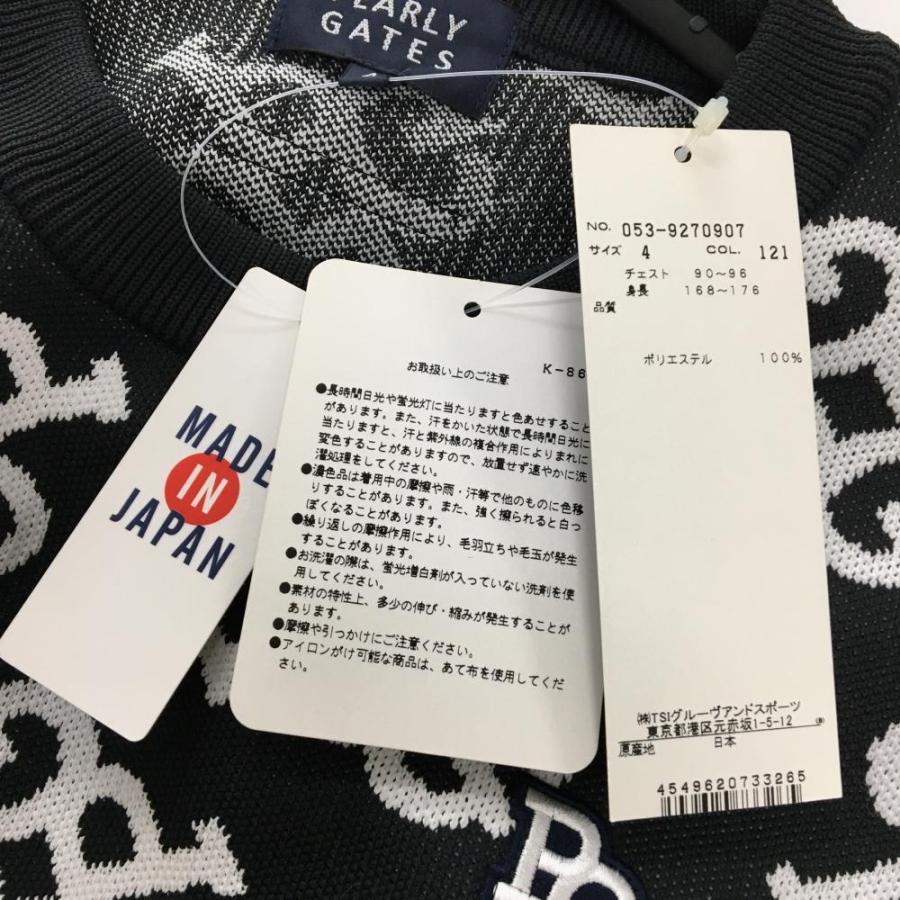 PEARLY
GATES
4
MADE
IN
JAPAN
お取扱い上のご注意 K-86
●長時間日光や蛍光灯に当たりますと色あせすること
があります。また、汗をかいた状態で長時間日光に
当たりますと、汗と紫外線の複合作用によりまれに
変色することがありますので、放置せず速やかに洗
濯処理をしてください。
●濃色品は着用中の摩擦や雨・汗等で他のものに色移
りすることがあります。また、強く擦られると白っ
ぽくなることがあります。
●繰り返しの摩擦作用により、毛羽立ちや毛玉が発生
することがあります。
●お洗濯の際は、蛍光増白剤が入っていない洗剤を使
用してください。
●素材の特性上、多少の伸び・縮みが発生することが
あります。
●摩擦や引っかけにご注意ください。
●アイロンがけ可能な商品は、あて布を使用してくだ
さい。
NO. 053-9270907
サイズ 4 COL. 121
チェスト 90〜96
身長 168〜176
品質
ポリエステル 100%
㈱TSIグルーヴアンドスポーツ
東京都港区元赤坂1-5-12
原産地 日本
4549620733265
PG